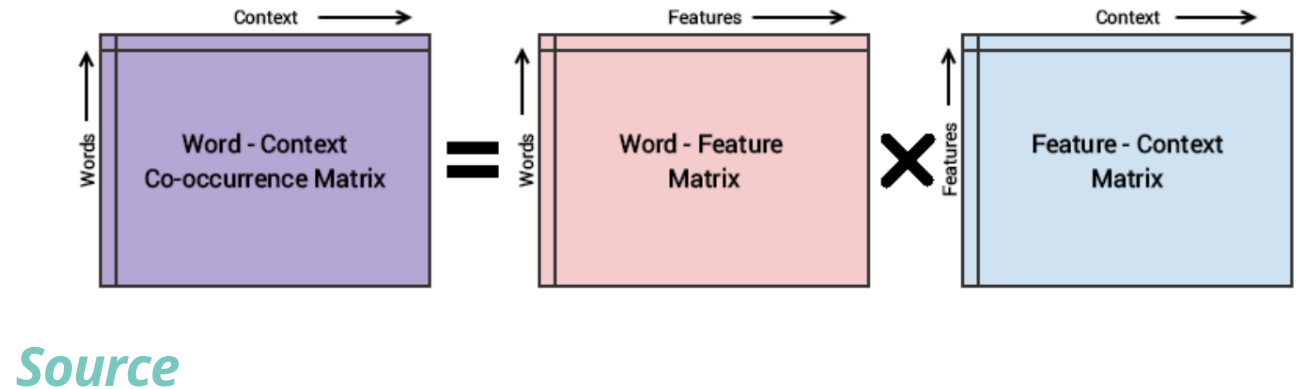 Context
Features
Context
Words
Word - Context
Co-occurrence Matrix
=
Words
Word - Feature
Matrix
×
Features
Feature - Context
Matrix
Source